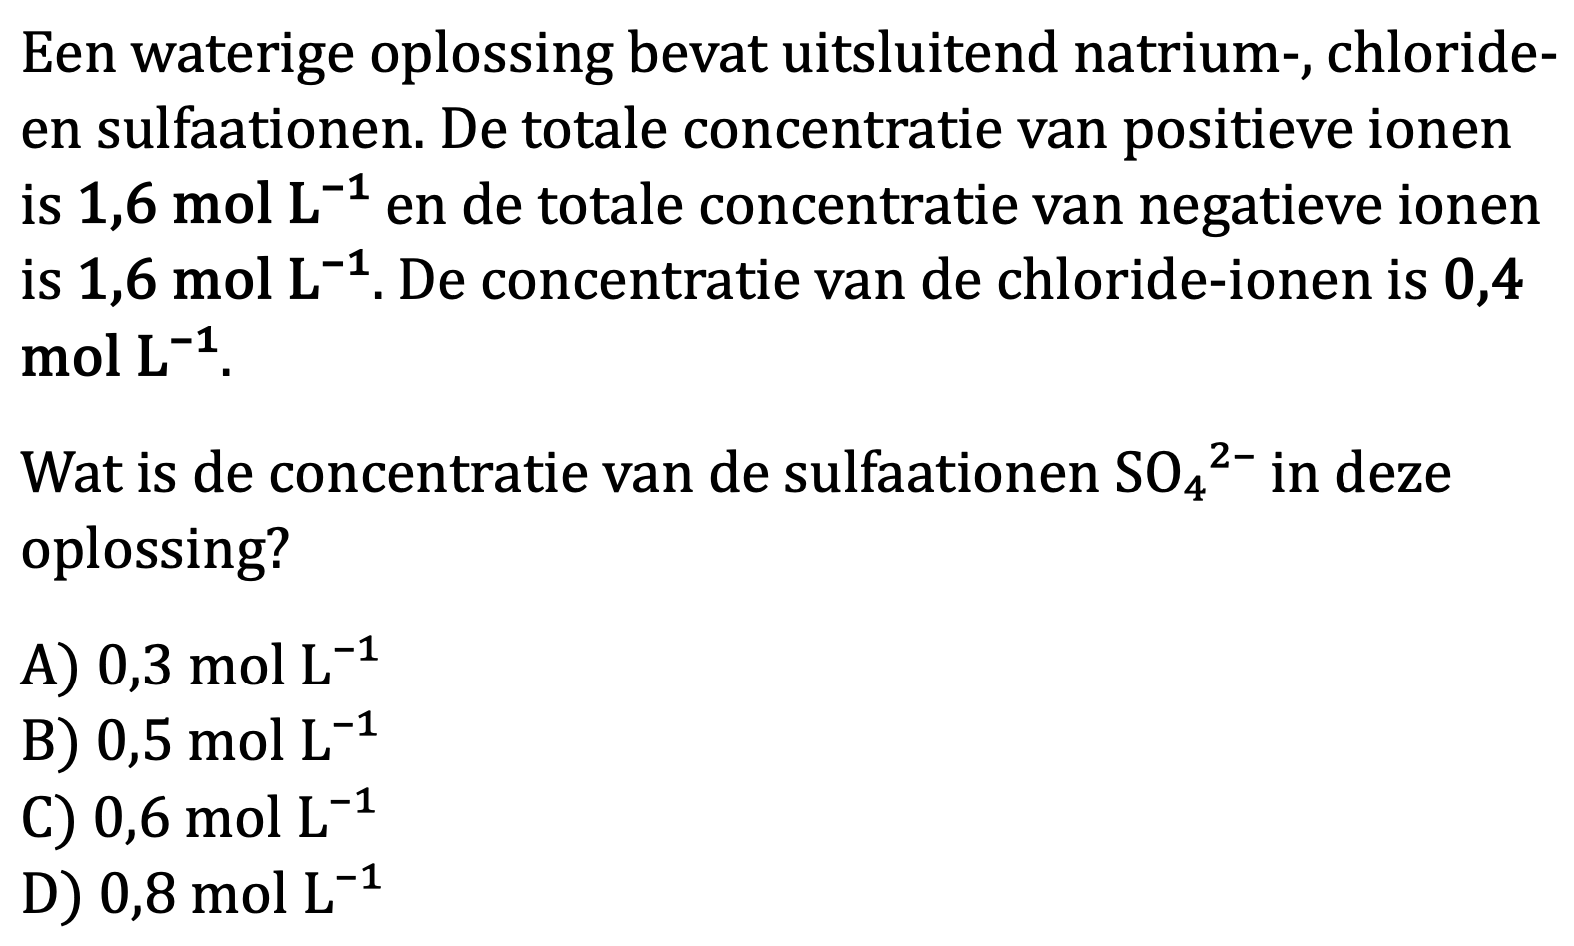 Een waterige oplossing bevat uitsluitend natrium-, chloride-
en sulfaationen. De totale concentratie van positieve ionen
is 1,6 mol L⁻¹ en de totale concentratie van negatieve ionen
is 1,6 mol L⁻¹. De concentratie van de chloride-ionen is 0,4
mol L⁻¹.
Wat is de concentratie van de sulfaationen SO₄²⁻ in deze
oplossing?
A) 0,3 mol L⁻¹
B) 0,5 mol L⁻¹
C) 0,6 mol L⁻¹
D) 0,8 mol L⁻¹